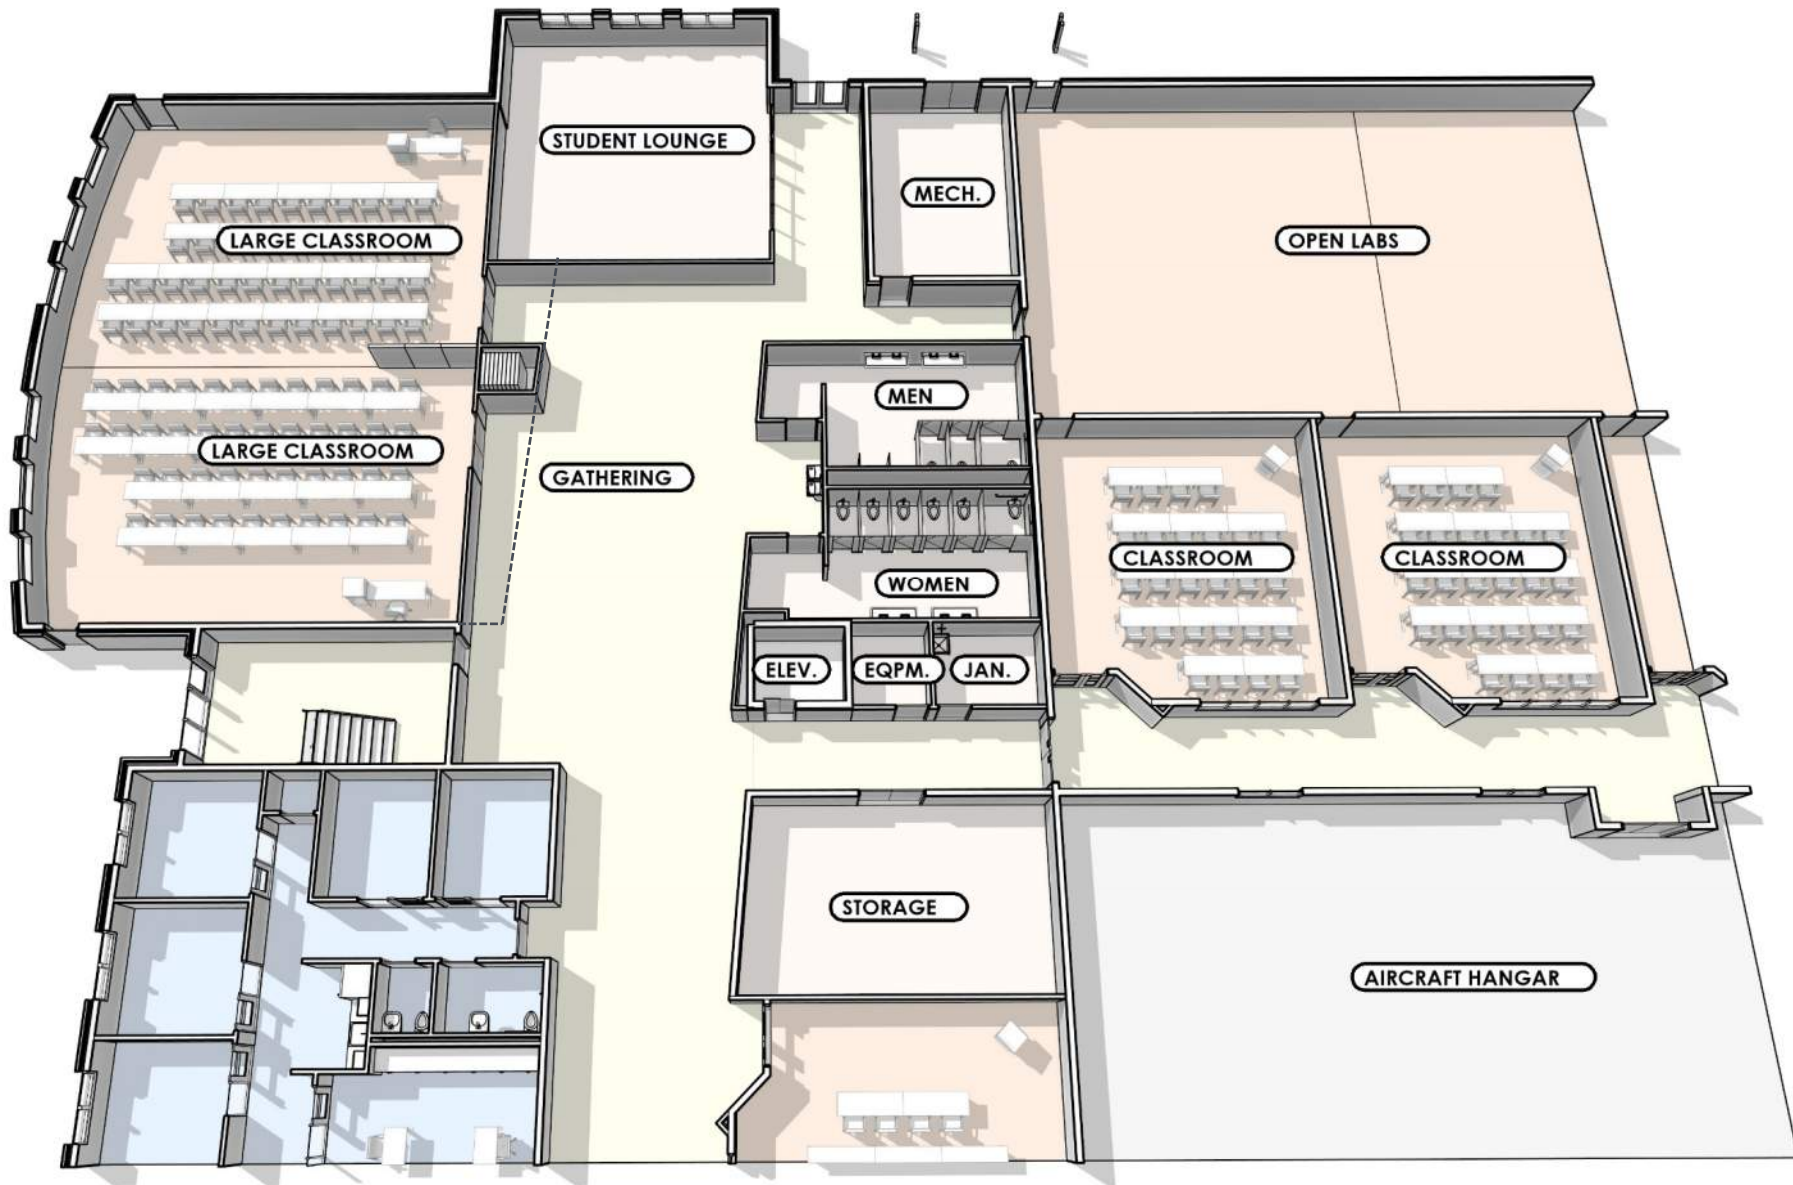 STUDENT LOUNGE
MECH.
LARGE CLASSROOM
OPEN LABS
MEN
LARGE CLASSROOM
GATHERING
CLASSROOM
CLASSROOM
WOMEN
ELEV.
EQPM.
JAN.
STORAGE
AIRCRAFT HANGAR